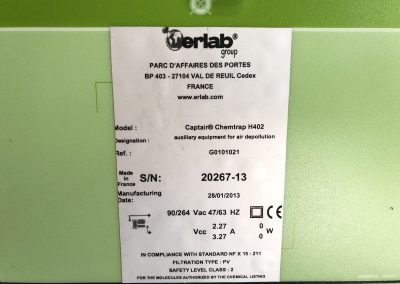 erlab®
group
PARC D'AFFAIRES DES PORTES
BP 403 - 27104 VAL DE REUIL Cedex
FRANCE
www.erlab.com
Model : Captair® Chemtrap H402
Designation : auxiliary equipment for air depollution
Ref. : G0101021
Made in France S/N: 20267-13
Manufacturing Date: 28/01/2013
90/264 Vac 47/63 HZ
CE
Vcc 2.27 A 0 W
3.27 0
IN COMPLIANCE WITH STANDARD NF X 15 - 211
FILTRATION TYPE : PV
SAFETY LEVEL CLASS : 2
FOR THE MOLECULES AUTHORIZED BY THE CHEMICAL LISTING